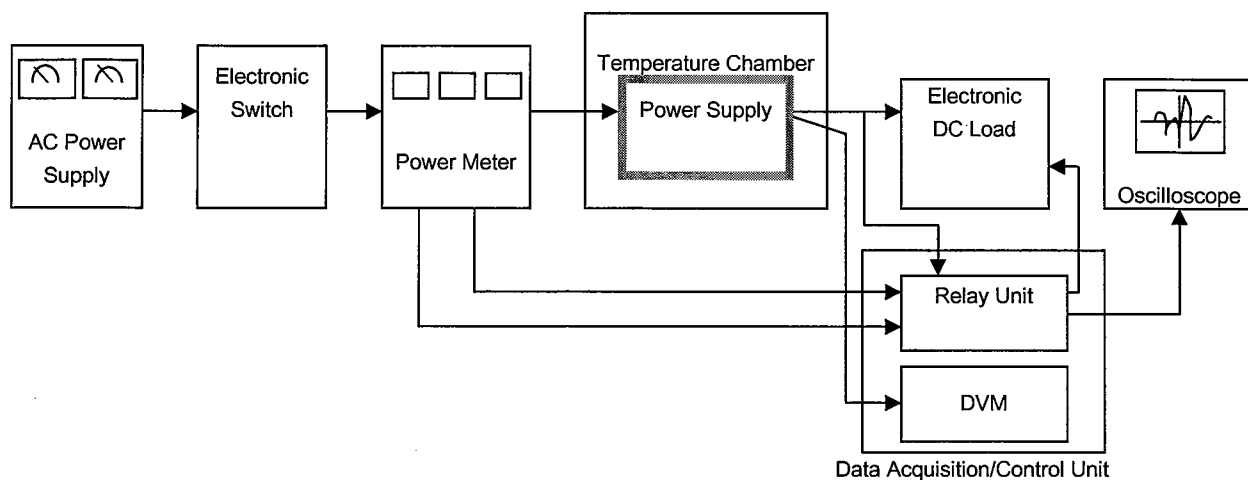 AC Power
Supply
Electronic
Switch
Power Meter
Temperature Chamber
Power Supply
Electronic
DC Load
Oscilloscope
Relay Unit
DVM
Data Acquisition/Control Unit